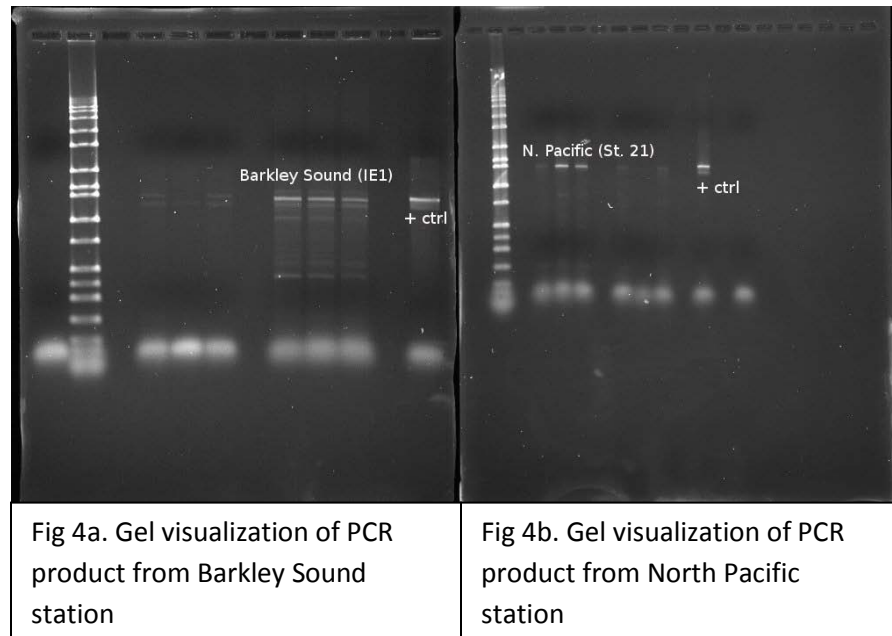 Barkley Sound (IE1)
+ ctrl
N. Pacific (St. 21)
+ ctrl
Fig 4a. Gel visualization of PCR
product from Barkley Sound
station
Fig 4b. Gel visualization of PCR
product from North Pacific
station